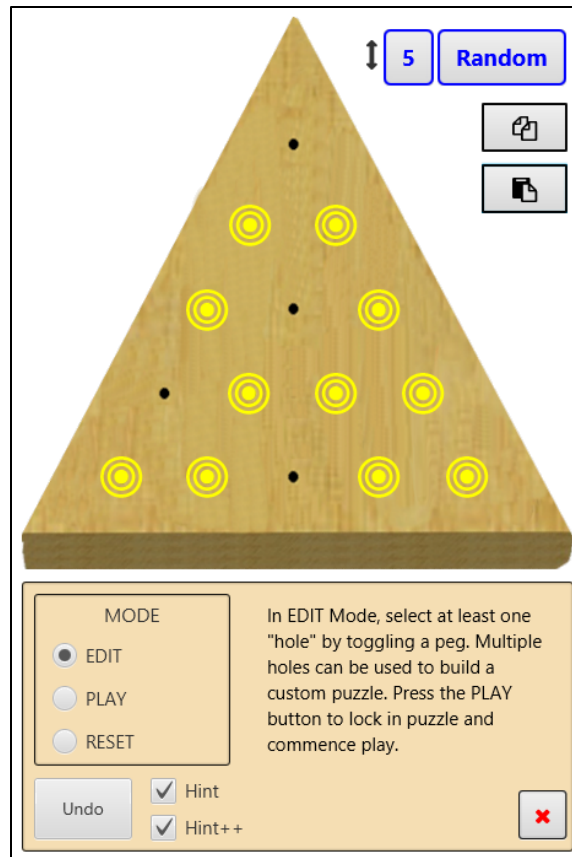 5 Random
MODE
EDIT
PLAY
RESET
In EDIT Mode, select at least one
"hole" by toggling a peg. Multiple
holes can be used to build a
custom puzzle. Press the PLAY
button to lock in puzzle and
commence play.
Undo
Hint
Hint++